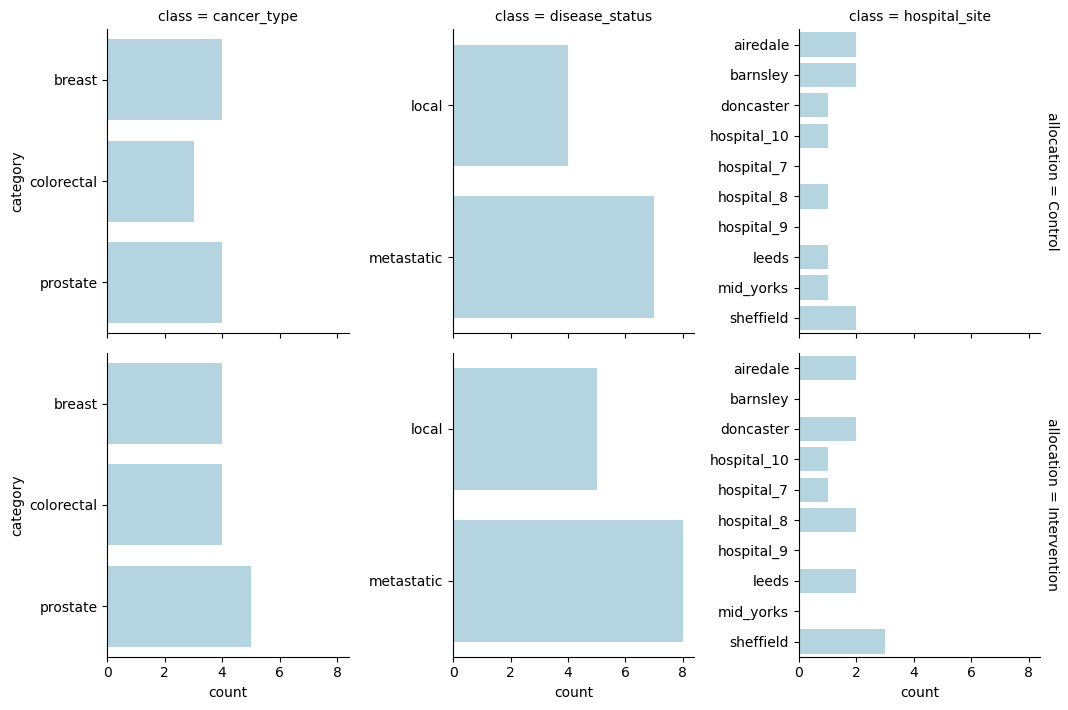 class = cancer_type
class = disease_status
class = hospital_site
category
breast
colorectal
prostate
local
metastatic
airedale
barnsley
doncaster
hospital_10
hospital_7
hospital_8
hospital_9
leeds
mid_yorks
sheffield
allocation = Control
category
breast
colorectal
prostate
0 2 4 6 8
count
local
metastatic
0 2 4 6 8
count
airedale
barnsley
doncaster
hospital_10
hospital_7
hospital_8
hospital_9
leeds
mid_yorks
sheffield
0 2 4 6 8
count
allocation = Intervention